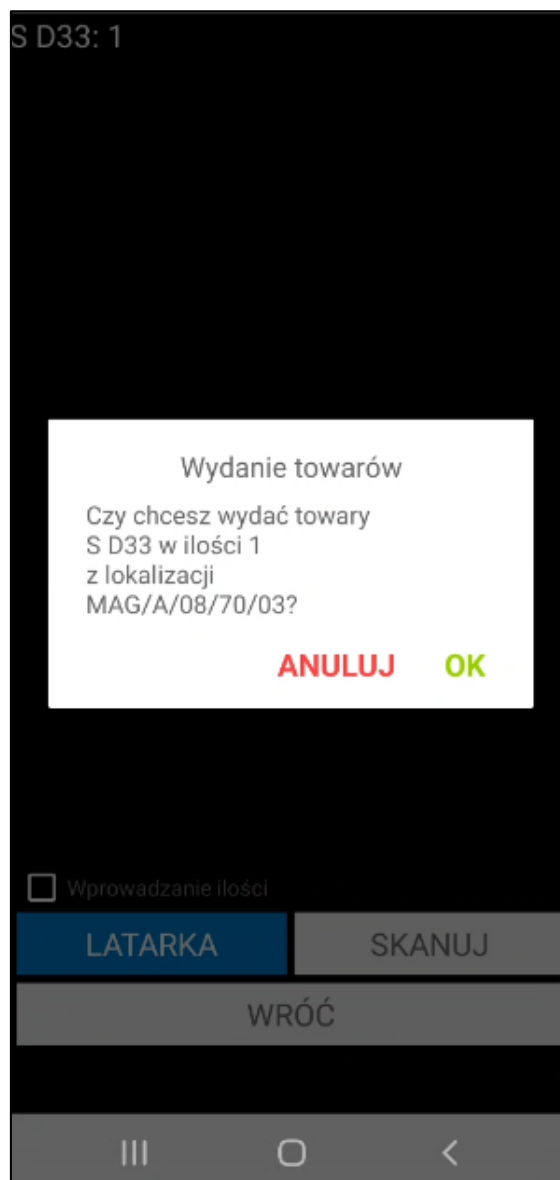 S D33: 1
Wydanie towarów
Czy chcesz wydać towary
S D33 w ilości 1
z lokalizacji
MAG/A/08/70/03?
ANULUJ OK
Wprowadzanie ilości
LATARKA SKANUJ
WRÓĆ